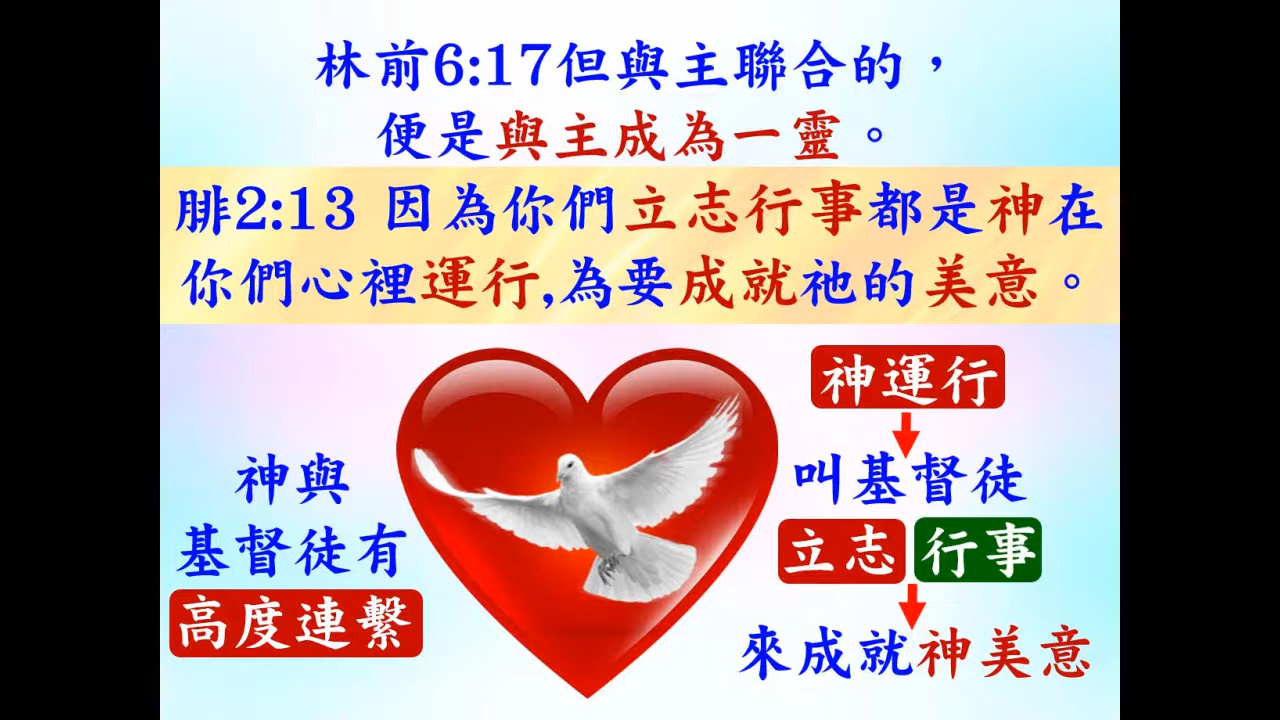 林前6:17但與主聯合的，
便是與主成為一靈。
腓2:13 因為你們立志行事都是神在
你們心裡運行,為要成就祂的美意。
神與
基督徒有
高度連繫
神運行
叫基督徒
立志 行事
來成就神美意